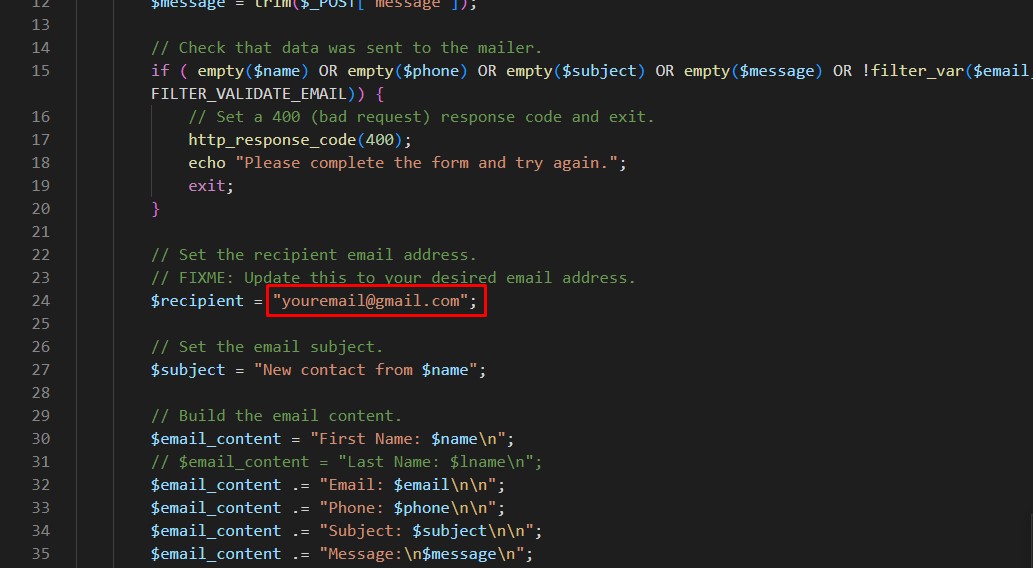 12 $message = trim($_POST["message"]);
13
14 // Check that data was sent to the mailer.
15 if ( empty($name) OR empty($phone) OR empty($subject) OR empty($message) OR !filter_var($email,
FILTER_VALIDATE_EMAIL)) {
16 // Set a 400 (bad request) response code and exit.
17 http_response_code(400);
18 echo "Please complete the form and try again.";
19 exit;
20 }
21
22 // Set the recipient email address.
23 // FIXME: Update this to your desired email address.
24 $recipient = "youremail@gmail.com";
25
26 // Set the email subject.
27 $subject = "New contact from $name";
28
29 // Build the email content.
30 $email_content = "First Name: $name\n";
31 // $email_content = "Last Name: $lname\n";
32 $email_content .= "Email: $email\n\n";
33 $email_content .= "Phone: $phone\n\n";
34 $email_content .= "Subject: $subject\n\n";
35 $email_content .= "Message:\n$message\n";